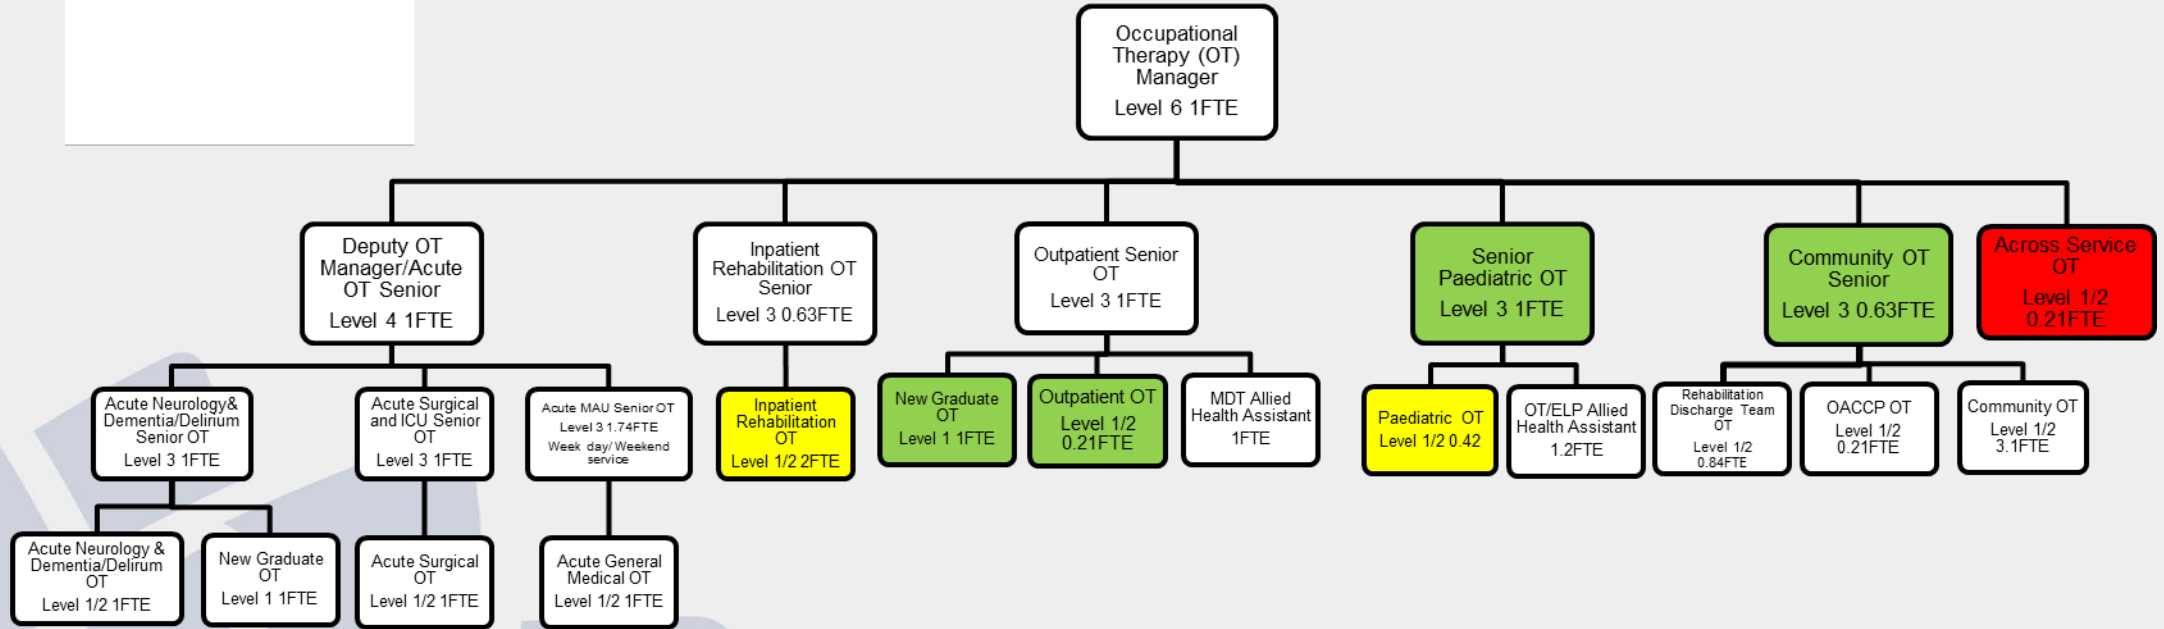 Occupational
Therapy (OT)
Manager
Level 6 1FTE
Deputy OT
Manager/Acute
OT Senior
Level 4 1FTE
Inpatient
Rehabilitation OT
Senior
Level 3 0.63FTE
Outpatient Senior
OT
Level 3 1FTE
Senior
Paediatric OT
Level 3 1FTE
Community OT
Senior
Level 3 0.63FTE
Across Service
OT
Level 1/2
0.21FTE
Acute Neurology&
Dementia/Delirium
Senior OT
Level 3 1FTE
Acute Surgical
and ICU Senior
OT
Level 3 1FTE
Acute MAU Senior OT
Level 3 1.74FTE
Week day/ Weekend
service
Inpatient
Rehabilitation
OT
Level 1/2 2FTE
New Graduate
OT
Level 1 1FTE
Outpatient OT
Level 1/2
0.21FTE
MDT Allied
Health Assistant
1FTE
Paediatric OT
Level 1/2 0.42
OT/ELP Allied
Health Assistant
1.2FTE
Rehabilitation
Discharge Team
OT
Level 1/2
0.84FTE
OACCP OT
Level 1/2
0.21FTE
Community OT
Level 1/2
3.1FTE
Acute Neurology &
Dementia/Delirum
OT
Level 1/2 1FTE
New Graduate
OT
Level 1 1FTE
Acute Surgical
OT
Level 1/2 1FTE
Acute General
Medical OT
Level 1/2 1FTE